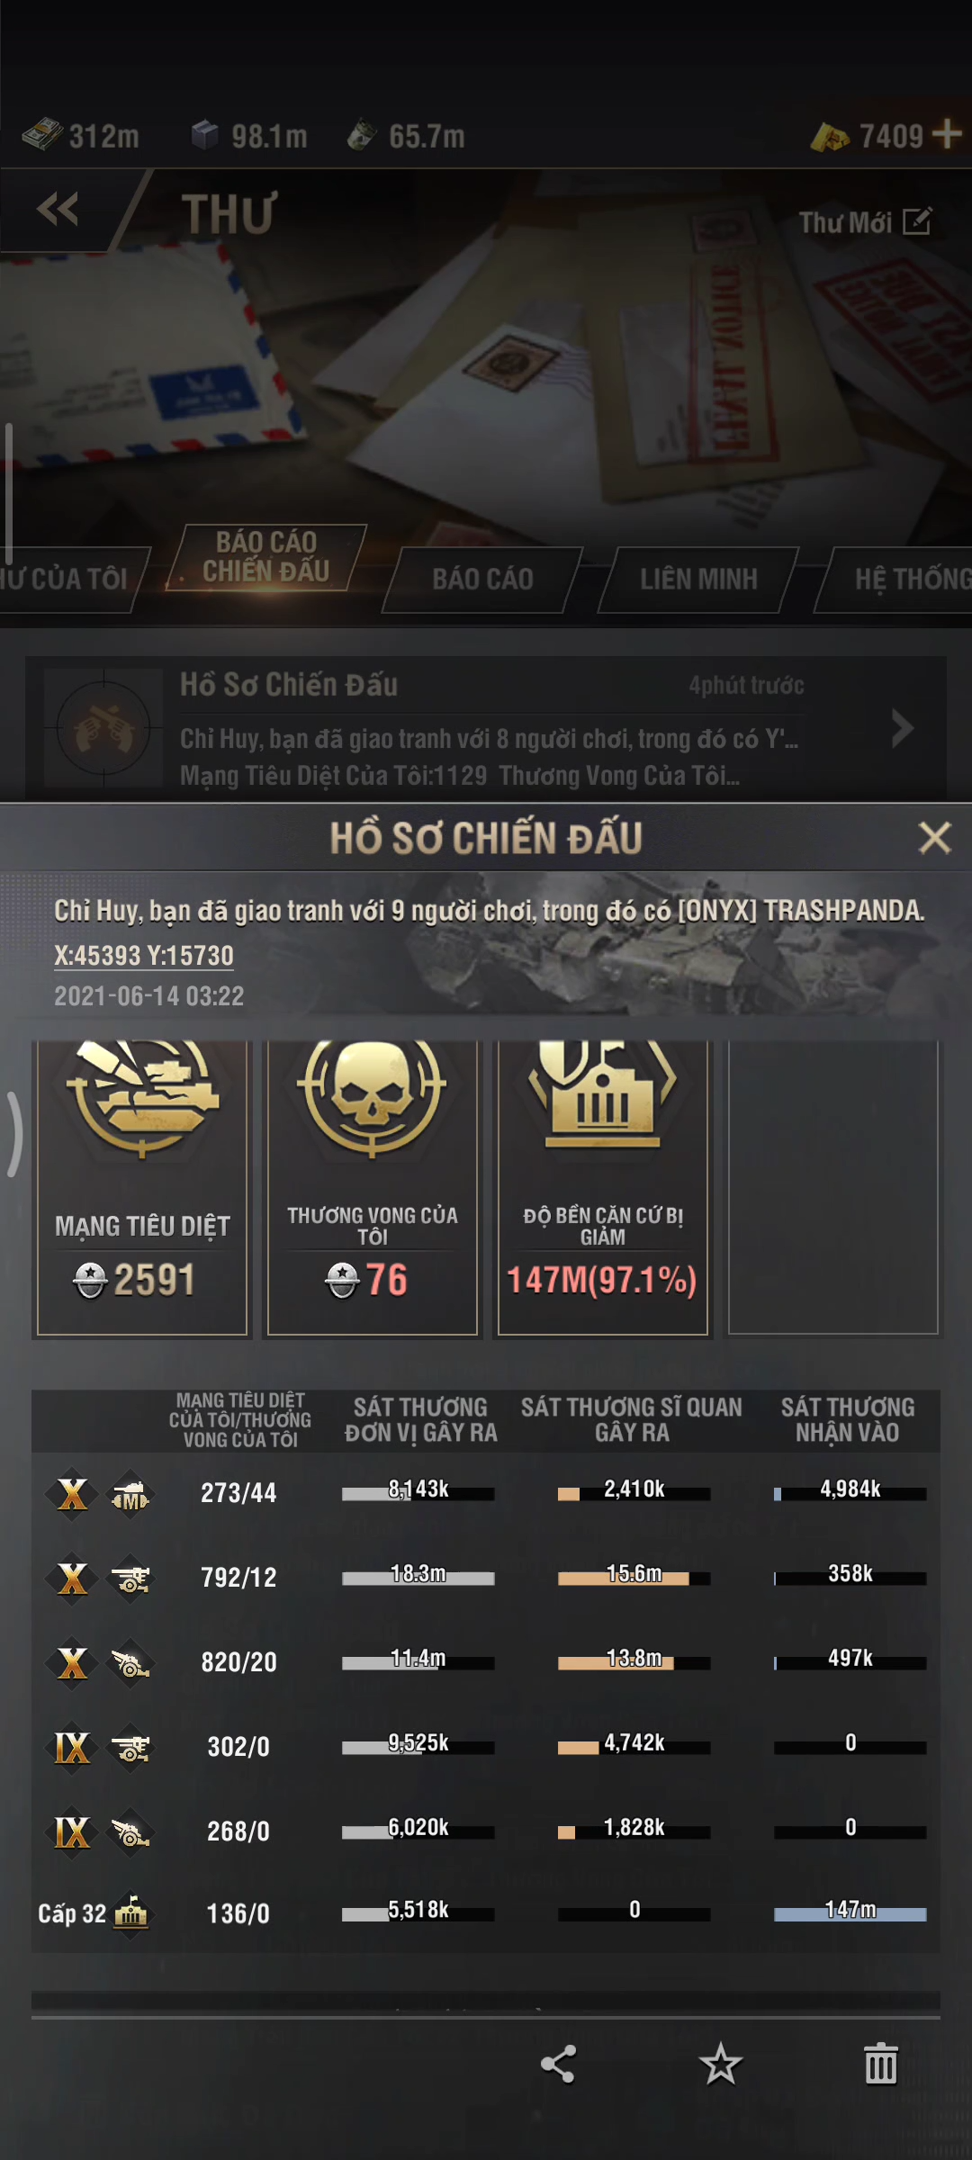 312m 98.1m 65.7m 7409
THƯ
Thư Mới
LEAVE NOTICE
BÁO CÁO
CHIẾN ĐẤU
Ư CỦA TÔI
BÁO CÁO
LIÊN MINH
HỆ THỐNG
Hồ Sơ Chiến Đấu
4phút trước
Chỉ Huy, bạn đã giao tranh với 8 người chơi, trong đó có Y'...
Mạng Tiêu Diệt Của Tôi:1129 Thương Vong Của Tôi...
HỒ SƠ CHIẾN ĐẤU
Chỉ Huy, bạn đã giao tranh với 9 người chơi, trong đó có [ONYX] TRASHPANDA.
X:45393 Y:15730
2021-06-14 03:22
MẠNG TIÊU DIỆT
2591
THƯƠNG VONG CỦA
TÔI
76
ĐỘ BỀN CĂN CỨ BỊ
GIẢM
147M(97.1%)
MẠNG TIÊU DIỆT
CỦA TÔI/THƯƠNG
VONG CỦA TÔI
SÁT THƯƠNG
ĐƠN VỊ GÂY RA
SÁT THƯƠNG SĨ QUAN
GÂY RA
SÁT THƯƠNG
NHẬN VÀO
X M 273/44 8,143k 2,410k 4,984k
X 792/12 18.3m 15.6m 358k
X 820/20 11.4m 13.8m 497k
IX 302/0 9,525k 4,742k 0
IX 268/0 6,020k 1,828k 0
Cấp 32 136/0 5,518k 0 147m